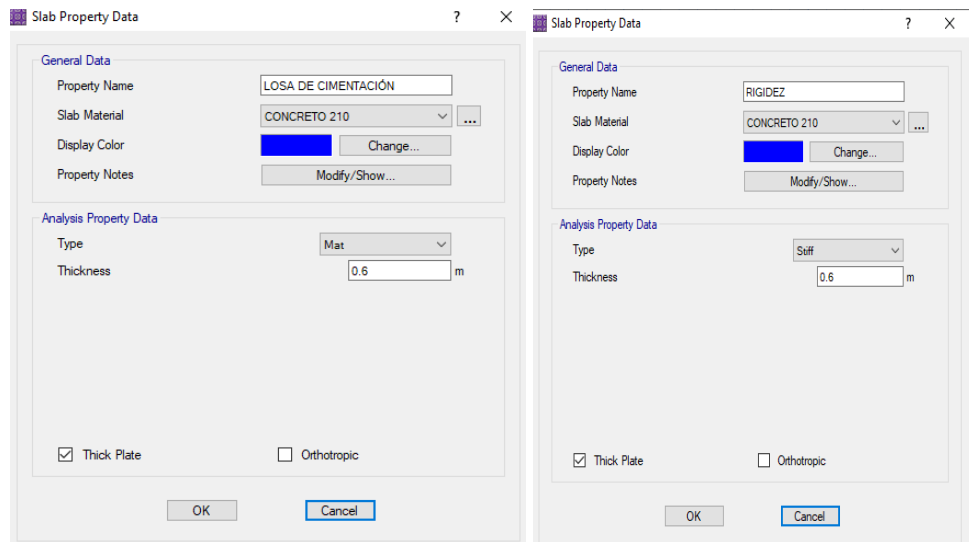 Slab Property Data ? X
General Data
Property Name LOSA DE CIMENTACIÓN
Slab Material CONCRETO 210 ...
Display Color Change...
Property Notes Modify/Show...
Analysis Property Data
Type Mat
Thickness 0.6 m
Thick Plate Orthotropic
OK Cancel
Slab Property Data ? X
General Data
Property Name RIGIDEZ
Slab Material CONCRETO 210 ...
Display Color Change...
Property Notes Modify/Show...
Analysis Property Data
Type Stiff
Thickness 0.6 m
Thick Plate Orthotropic
OK Cancel